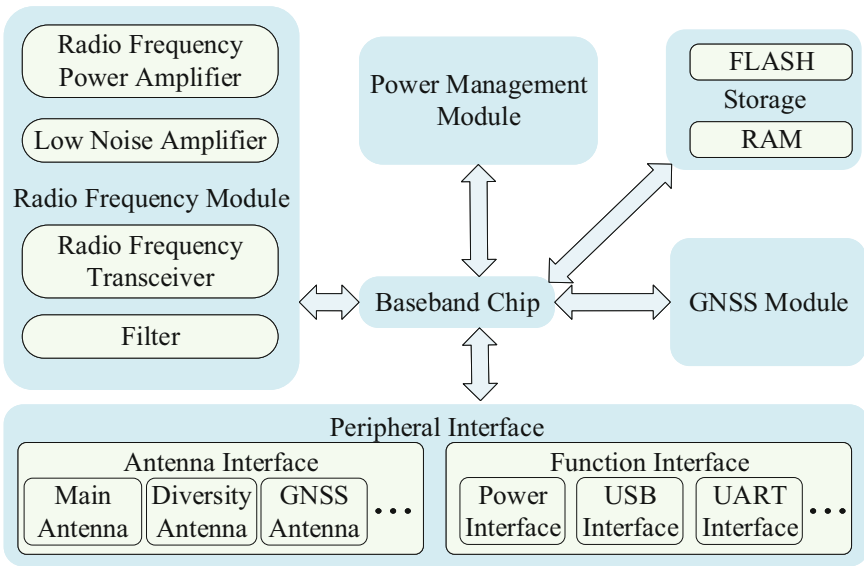 Radio Frequency
Power Amplifier
Low Noise Amplifier
Radio Frequency Module
Radio Frequency
Transceiver
Filter
Power Management
Module
FLASH
Storage
RAM
Baseband Chip
GNSS Module
Peripheral Interface
Antenna Interface
Main
Antenna
Diversity
Antenna
GNSS
Antenna
•••
Function Interface
Power
Interface
USB
Interface
UART
Interface
•••